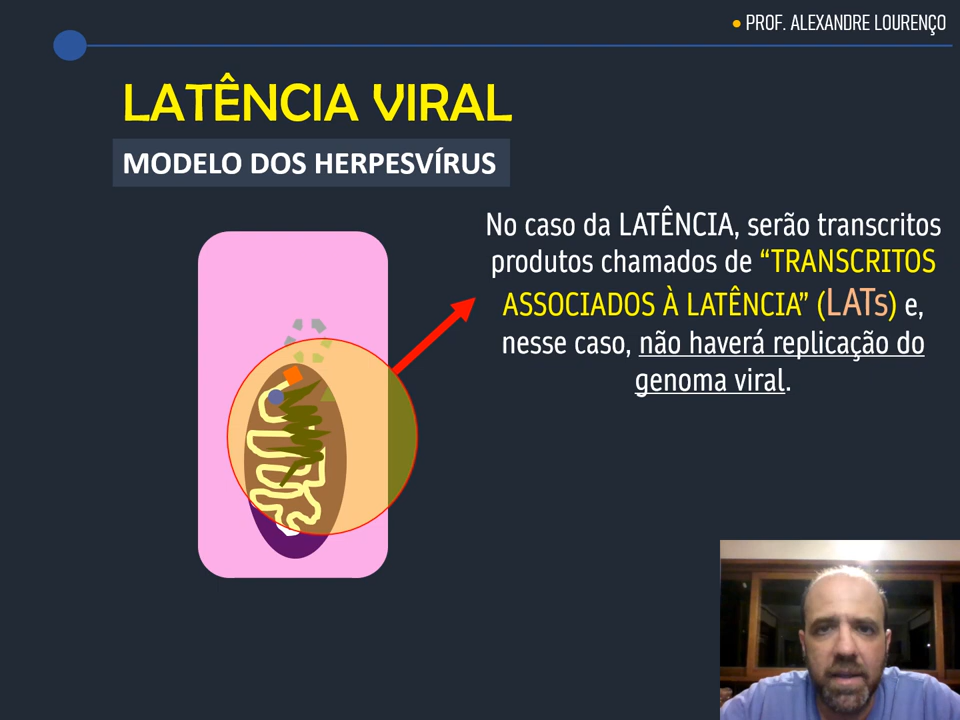 • PROF. ALEXANDRE LOURENÇO
LATÊNCIA VIRAL
MODELO DOS HERPESVÍRUS
No caso da LATÊNCIA, serão transcritos
produtos chamados de “TRANSCRITOS
ASSOCIADOS À LATÊNCIA” (LATs) e,
nesse caso, não haverá replicação do
genoma viral.